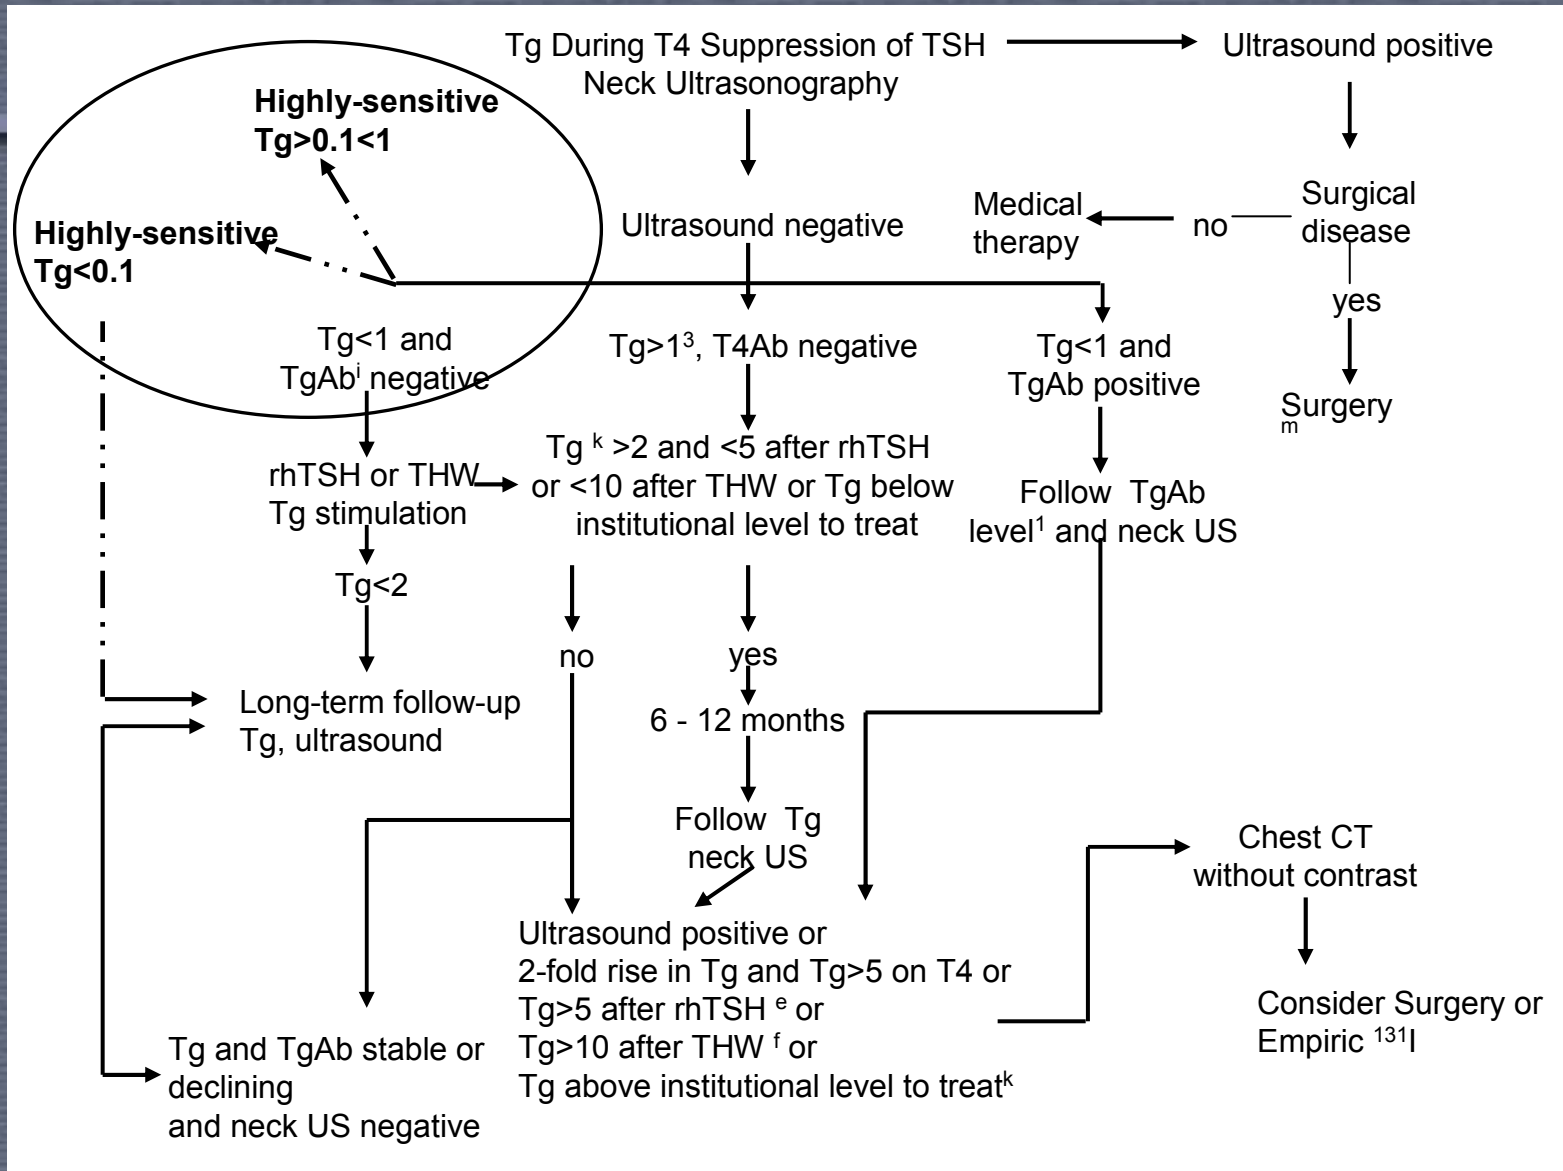 Tg During T4 Suppression of TSH
Neck Ultrasonography
Ultrasound positive
Highly-sensitive
Tg>0.1<1
Highly-sensitive
Tg<0.1
Ultrasound negative
Medical
therapy
no
Surgical
disease
yes
Surgery
m
Tg<1 and
TgAbⁱ negative
Tg>1³, T4Ab negative
Tg<1 and
TgAb positive
rhTSH or THW
Tg stimulation
Tg ᵏ >2 and <5 after rhTSH
or <10 after THW or Tg below
institutional level to treat
Follow TgAb
level¹ and neck US
Tg<2
no
yes
Long-term follow-up
Tg, ultrasound
6 - 12 months
Follow Tg
neck US
Chest CT
without contrast
Ultrasound positive or
2-fold rise in Tg and Tg>5 on T4 or
Tg>5 after rhTSH ᵉ or
Tg>10 after THW ᶠ or
Tg above institutional level to treatᵏ
Consider Surgery or
Empiric ¹³¹I
Tg and TgAb stable or
declining
and neck US negative